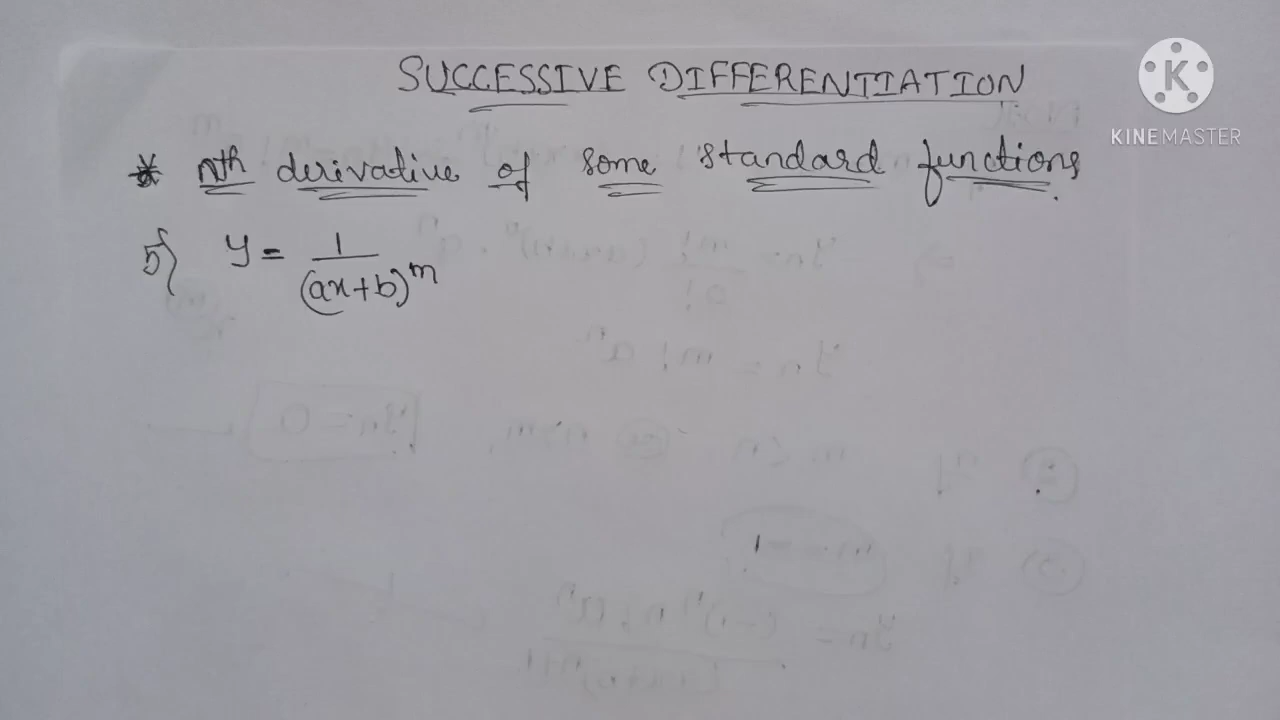 SUCCESSIVE DIFFERENTIATION
K
KINEMASTER
* nth derivative of some standard functions.
5} y = 1/(ax+b)^m